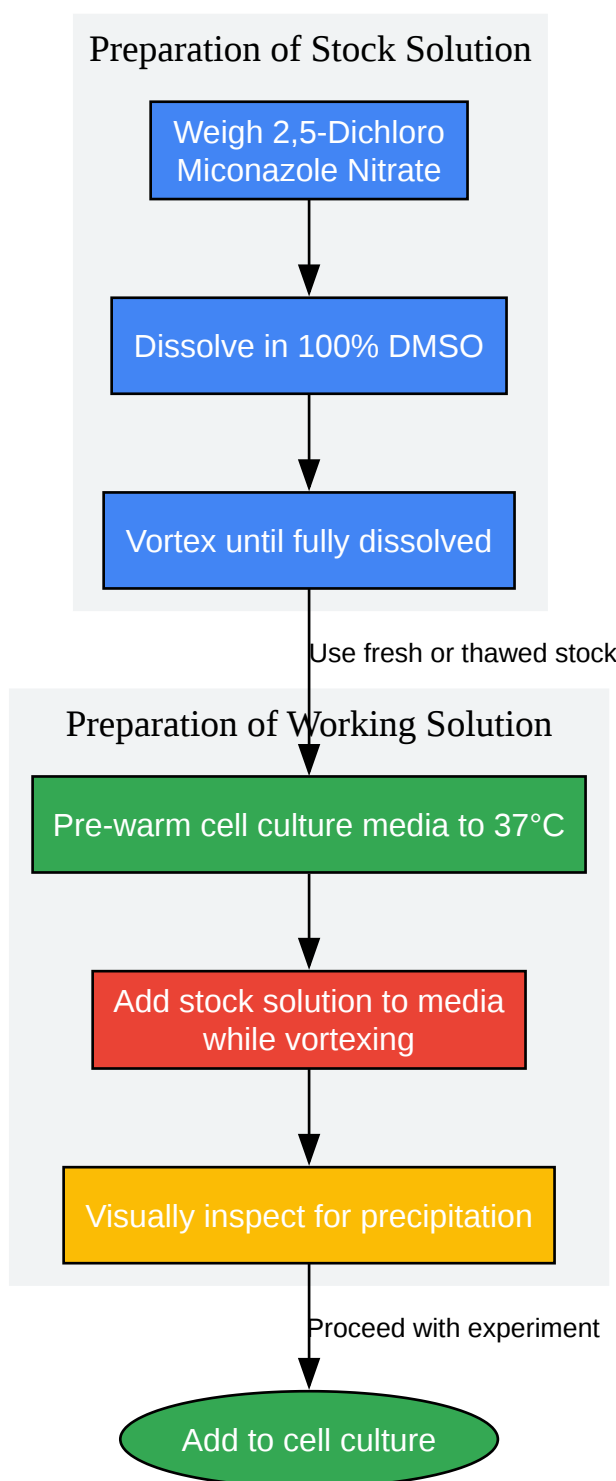 Preparation of Stock Solution
Weigh 2,5-Dichloro
Miconazole Nitrate
Dissolve in 100% DMSO
Vortex until fully dissolved
Use fresh or thawed stock
Preparation of Working Solution
Pre-warm cell culture media to 37°C
Add stock solution to media
while vortexing
Visually inspect for precipitation
Proceed with experiment
Add to cell culture